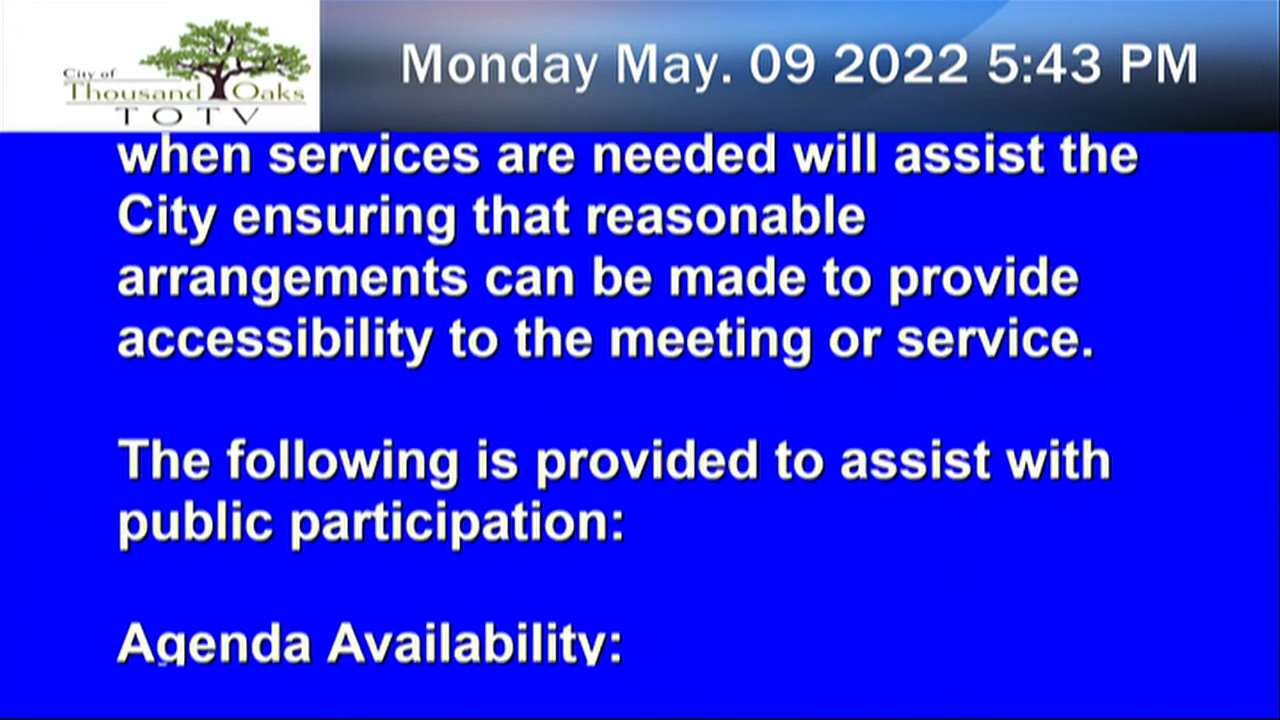 City of
Thousand Oaks
TOTV
Monday May. 09 2022 5:43 PM
when services are needed will assist the
City ensuring that reasonable
arrangements can be made to provide
accessibility to the meeting or service.
The following is provided to assist with
public participation:
Agenda Availability: